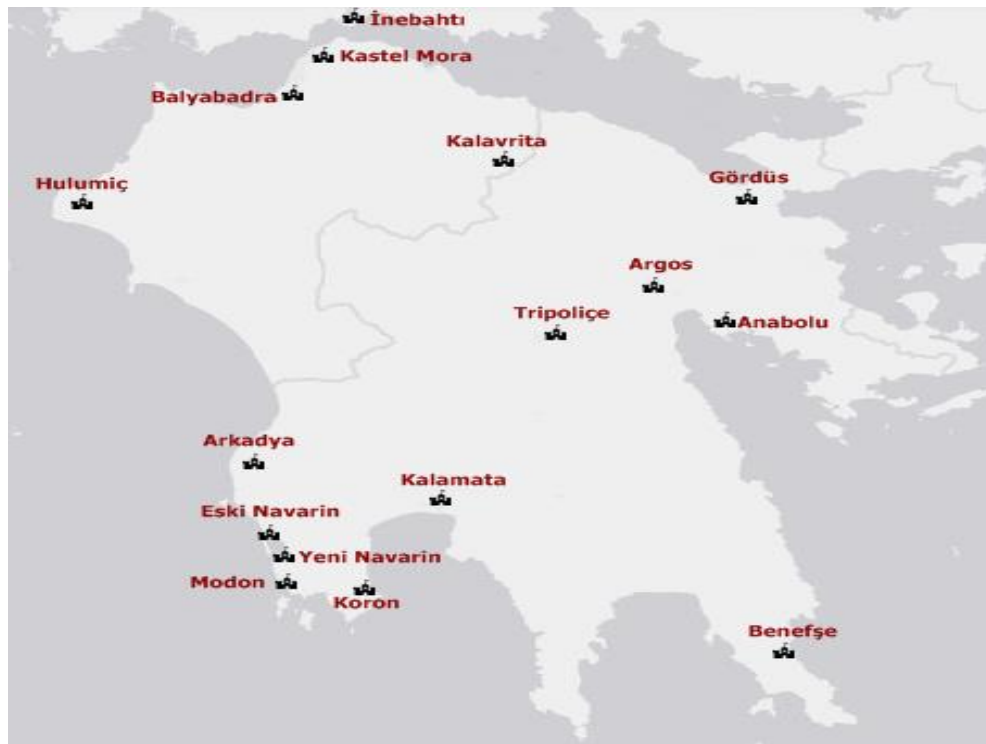 İnebahtı
Kastel Mora
Balyabadra
Kalavrita
Hulumiç
Gördüs
Argos
Tripoliçe
Anabolu
Arkadya
Kalamata
Eski Navarin
Yeni Navarin
Modon
Koron
Benefşe